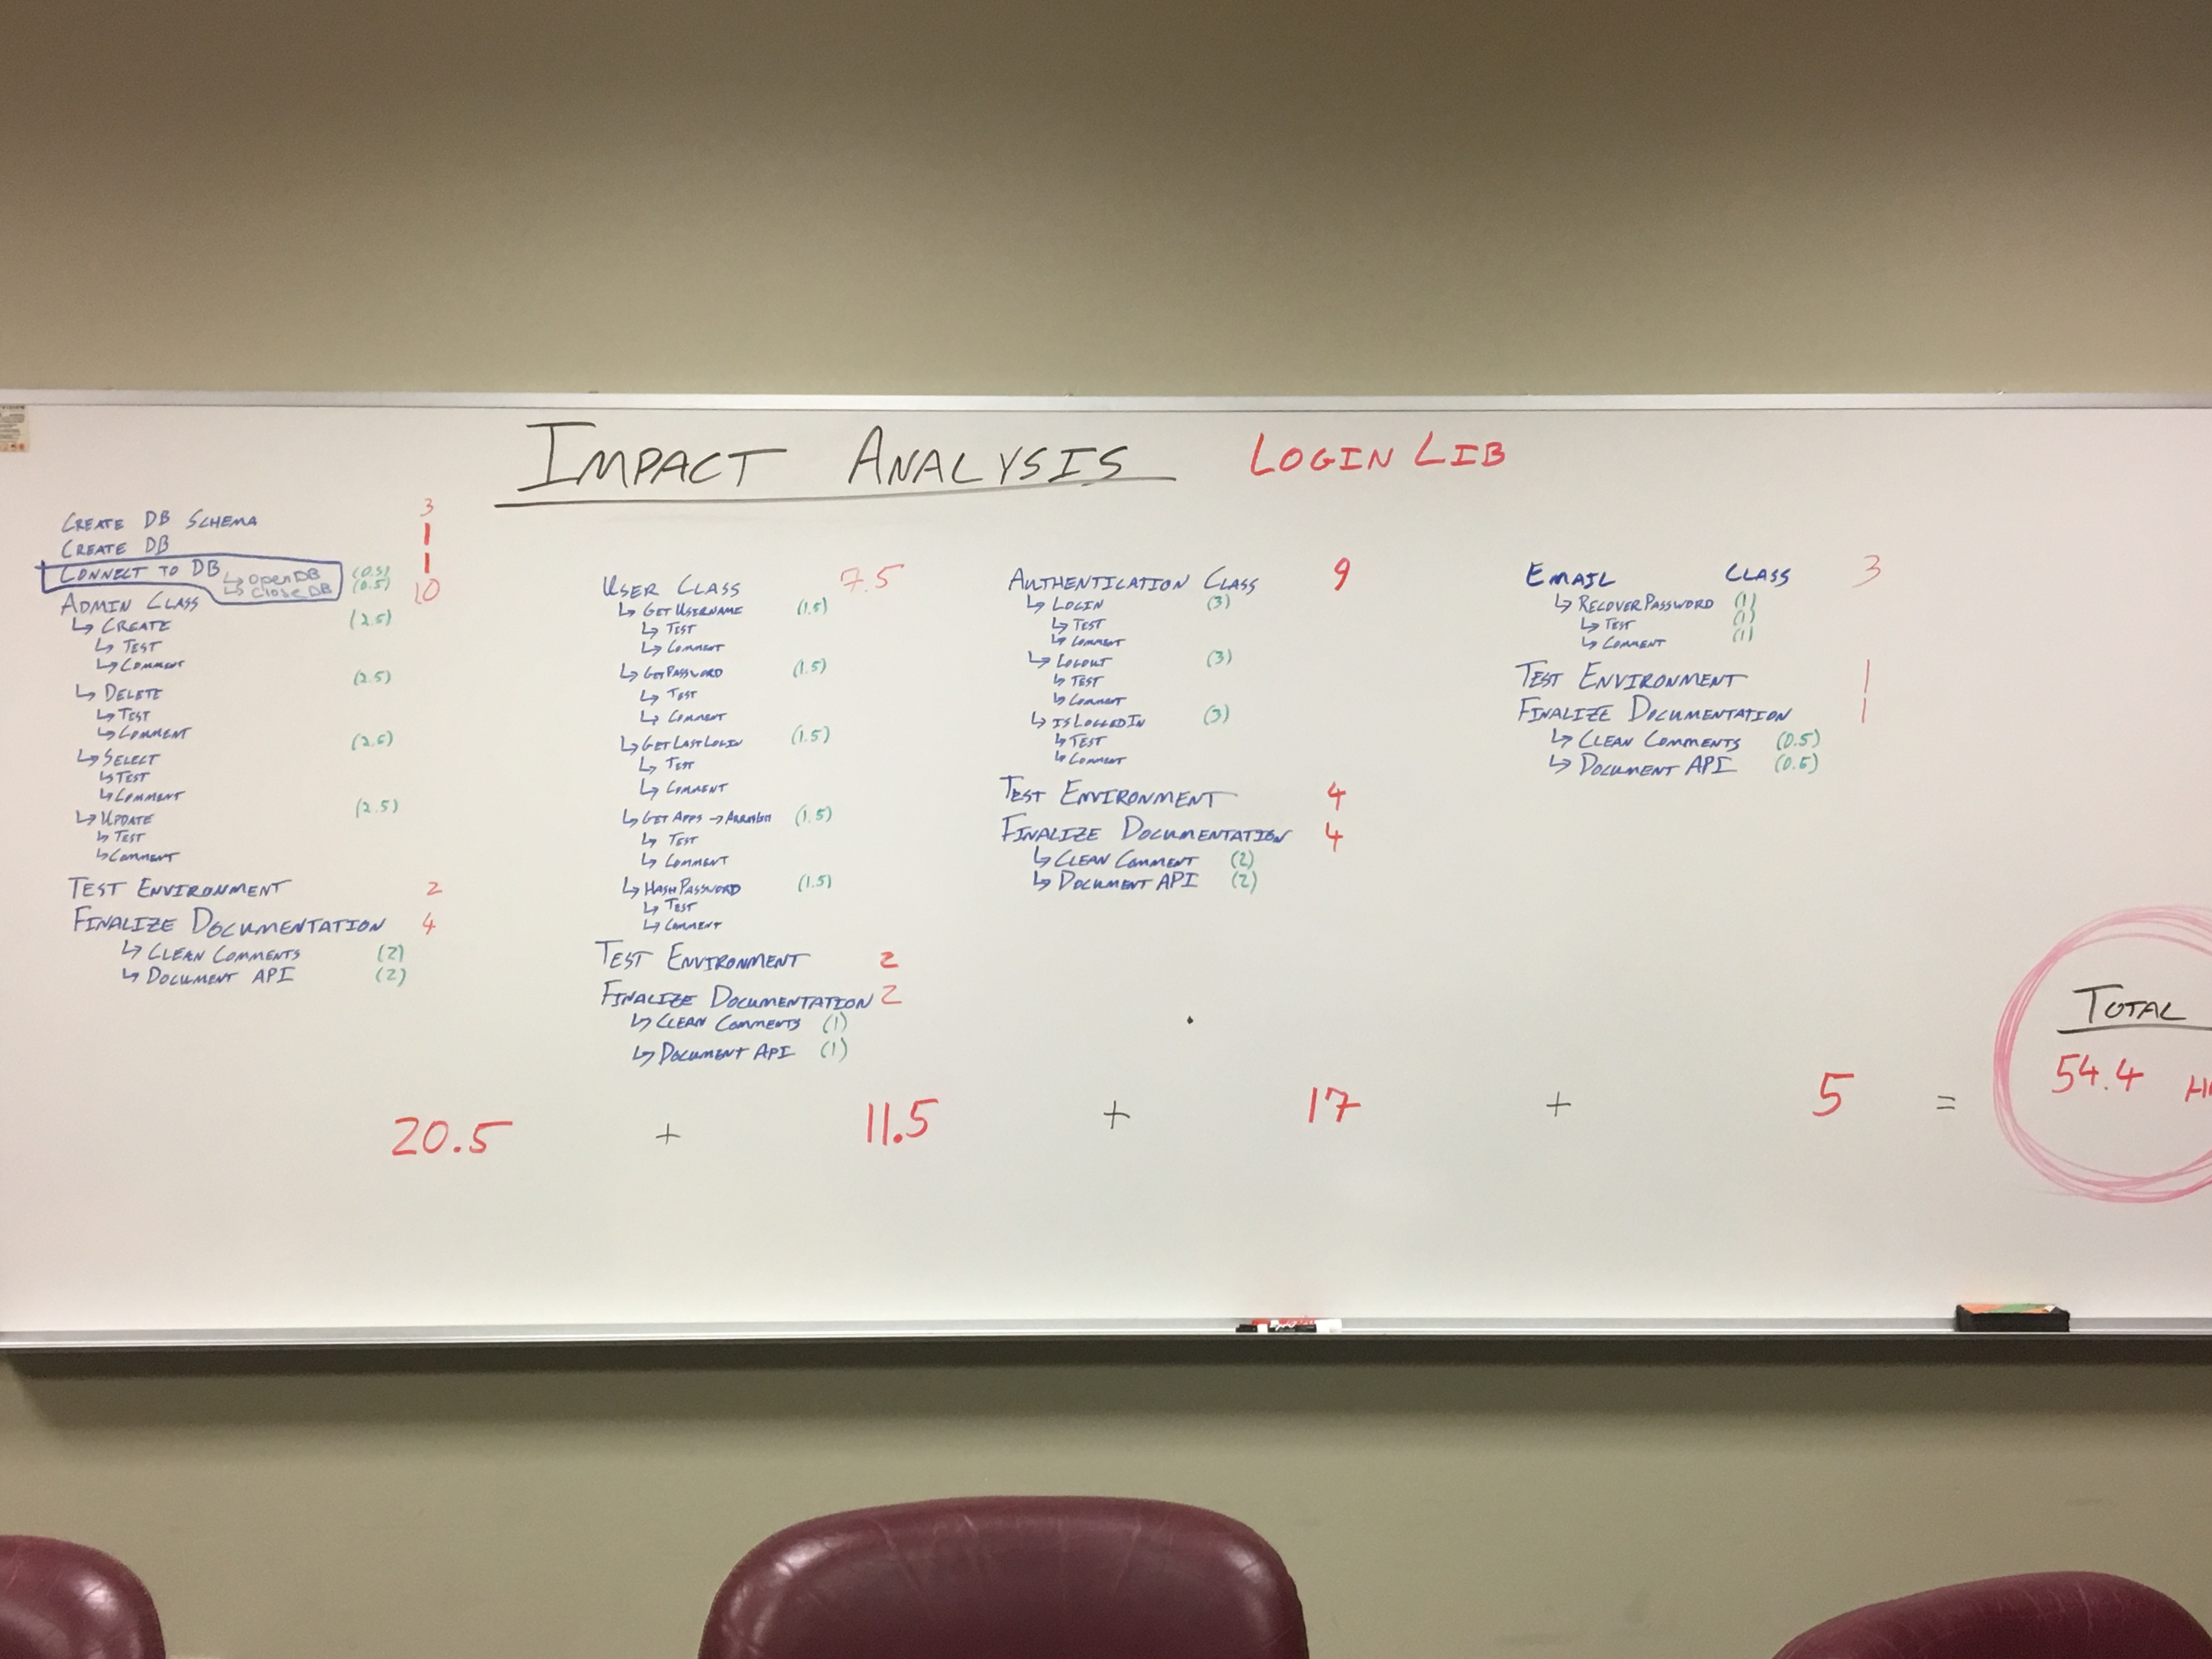 IMPACT ANALYSIS LOGIN LIB
CREATE DB SCHEMA 3
CREATE DB 1
CONNECT TO DB 1
↳ OPEN DB (0.5)
↳ CLOSE DB (0.5)
ADMIN CLASS 10
↳ CREATE (2.5)
↳ TEST
↳ COMMENT
↳ DELETE (2.5)
↳ TEST
↳ COMMENT
↳ SELECT (2.5)
↳ TEST
↳ COMMENT
↳ UPDATE (2.5)
↳ TEST
↳ COMMENT
TEST ENVIRONMENT 2
FINALIZE DOCUMENTATION 4
↳ CLEAN COMMENTS (2)
↳ DOCUMENT API (2)
USER CLASS 7.5
↳ GET USERNAME (1.5)
↳ TEST
↳ COMMENT
↳ GET PASSWORD (1.5)
↳ TEST
↳ COMMENT
↳ GET LAST LOGIN (1.5)
↳ TEST
↳ COMMENT
↳ GET APPS → (1.5)
↳ TEST
↳ COMMENT
↳ HASH PASSWORD (1.5)
↳ TEST
↳ COMMENT
TEST ENVIRONMENT 2
FINALIZE DOCUMENTATION 2
↳ CLEAN COMMENTS (1)
↳ DOCUMENT API (1)
AUTHENTICATION CLASS 9
↳ LOGIN (3)
↳ TEST
↳ COMMENT
↳ LOGOUT (3)
↳ TEST
↳ COMMENT
↳ IS LOGGED IN (3)
↳ TEST
↳ COMMENT
TEST ENVIRONMENT 4
FINALIZE DOCUMENTATION 4
↳ CLEAN COMMENT (2)
↳ DOCUMENT API (2)
EMAIL CLASS 3
↳ RECOVER PASSWORD (1)
↳ TEST (1)
↳ COMMENT (1)
TEST ENVIRONMENT 1
FINALIZE DOCUMENTATION 1
↳ CLEAN COMMENTS (0.5)
↳ DOCUMENT API (0.5)
20.5 + 11.5 + 17 + 5 =
TOTAL
54.4